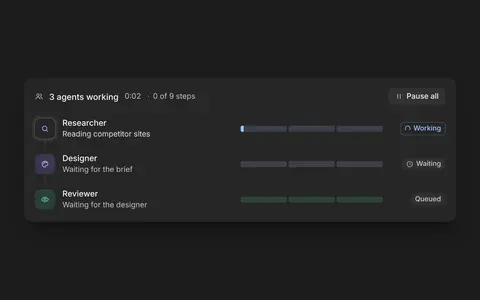 3 agents working 0:02 · 0 of 9 steps Pause all
Researcher
Reading competitor sites
Working
Designer
Waiting for the brief
Waiting
Reviewer
Waiting for the designer
Queued